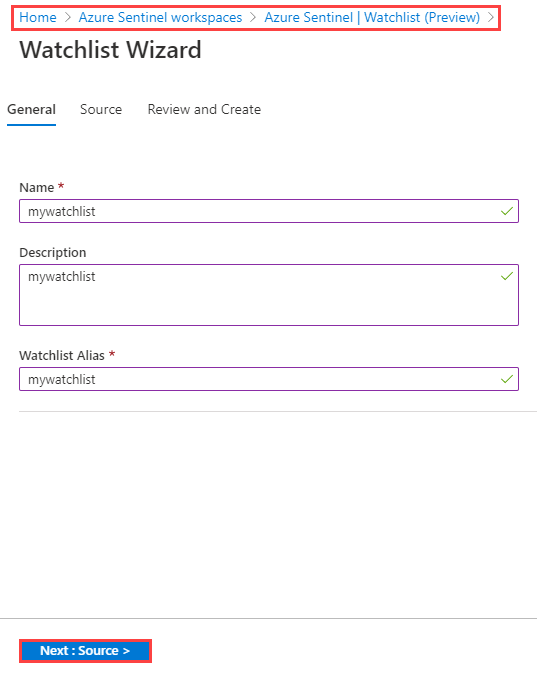 Home > Azure Sentinel workspaces > Azure Sentinel | Watchlist (Preview) >
Watchlist Wizard
General Source Review and Create
Name *
mywatchlist
Description
mywatchlist
Watchlist Alias *
mywatchlist
Next : Source >